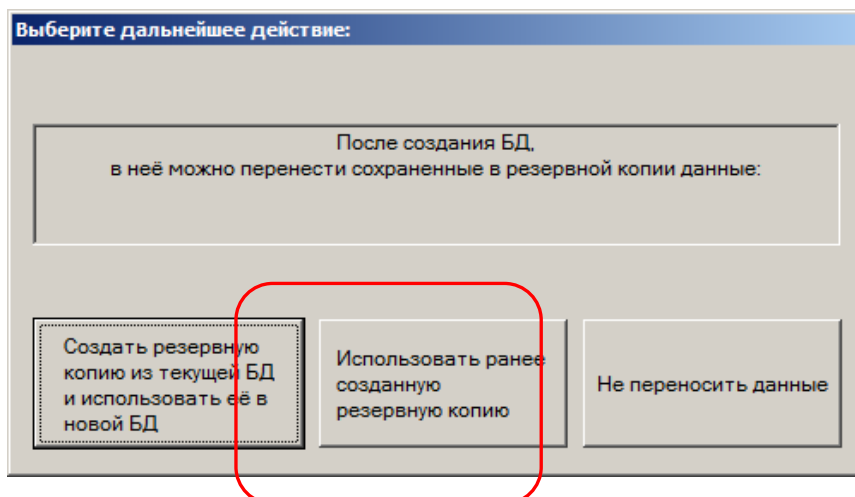 Выберите дальнейшее действие:
После создания БД,
в неё можно перенести сохраненные в резервной копии данные:
Создать резервную
копию из текущей БД
и использовать её в
новой БД
Использовать ранее
созданную
резервную копию
Не переносить данные